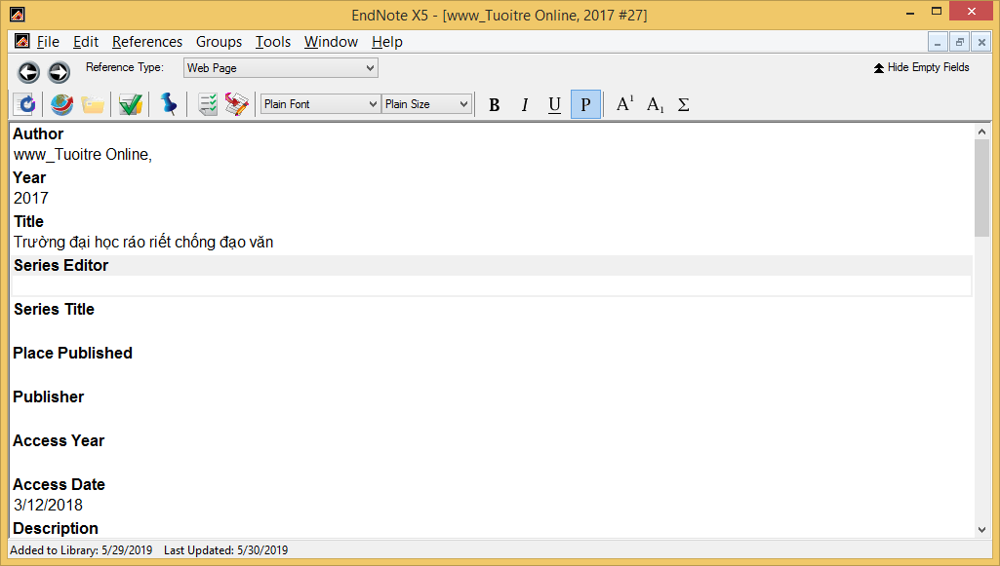 EndNote X5 - [www_Tuoitre Online, 2017 #27]
File Edit References Groups Tools Window Help
Reference Type: Web Page Hide Empty Fields
Plain Font Plain Size B I U P A1 A1 Σ
Author
www_Tuoitre Online,
Year
2017
Title
Trường đại học ráo riết chống đạo văn
Series Editor
Series Title
Place Published
Publisher
Access Year
Access Date
3/12/2018
Description
Added to Library: 5/29/2019 Last Updated: 5/30/2019